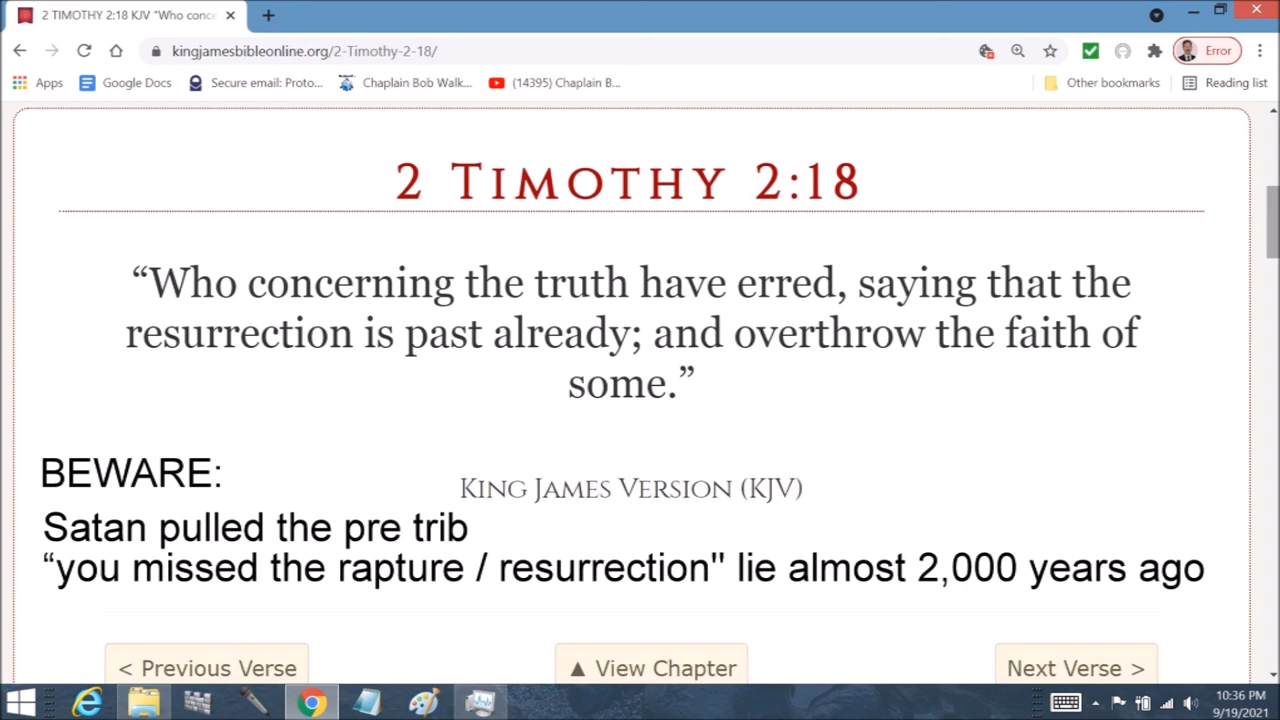 2 TIMOTHY 2:18 KJV "Who conce
kingjamesbibleonline.org/2-Timothy-2-18/
Error
Apps
Google Docs
Secure email: Proto...
Chaplain Bob Walk...
(14395) Chaplain B...
Other bookmarks
Reading list
2 TIMOTHY 2:18
“Who concerning the truth have erred, saying that the
resurrection is past already; and overthrow the faith of
some.”
BEWARE:
KING JAMES VERSION (KJV)
Satan pulled the pre trib
“you missed the rapture / resurrection" lie almost 2,000 years ago
< Previous Verse
▲ View Chapter
Next Verse >
10:36 PM
9/19/2021